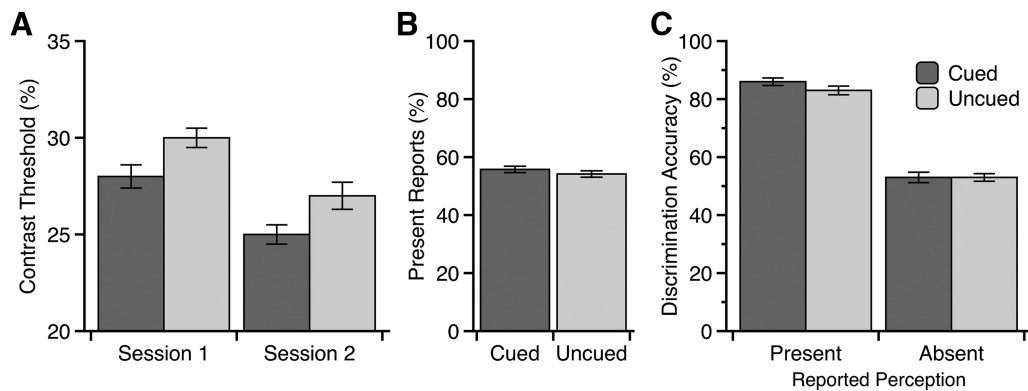 A
Contrast Threshold (%)
35
30
25
20
Session 1
Session 2
B
Present Reports (%)
100
80
60
40
20
0
Cued
Uncued
C
Discrimination Accuracy (%)
100
80
60
40
20
0
Cued
Uncued
Present
Absent
Reported Perception